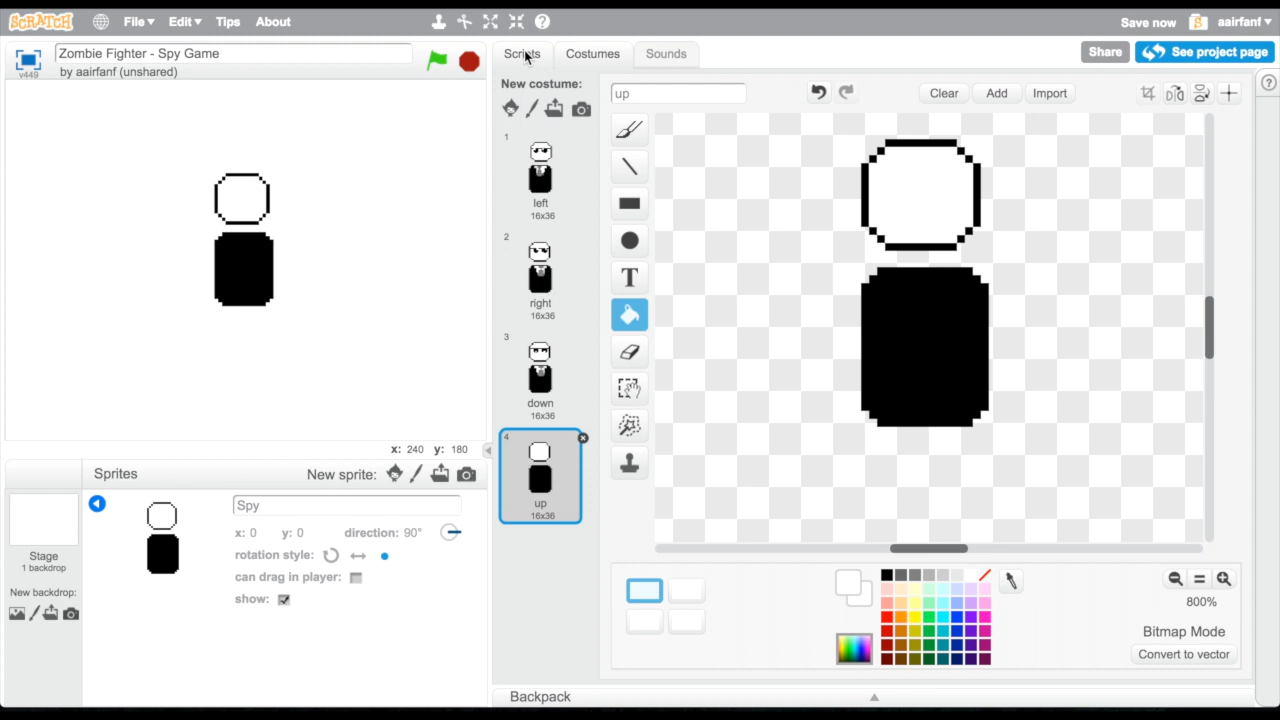 SCRATCH File▼ Edit▼ Tips About Save now aairfanf ▼
Zombie Fighter - Spy Game
by aairfanf (unshared)
v449
Scripts Costumes Sounds Share See project page
New costume:
up Clear Add Import
1
left
16x36
2
right
16x36
3
down
16x36
4
up
16x36
T
x: 240 y: 180
Sprites New sprite:
Stage
1 backdrop
New backdrop:
Spy
x: 0 y: 0 direction: 90°
rotation style:
can drag in player:
show:
800%
Bitmap Mode
Convert to vector
Backpack